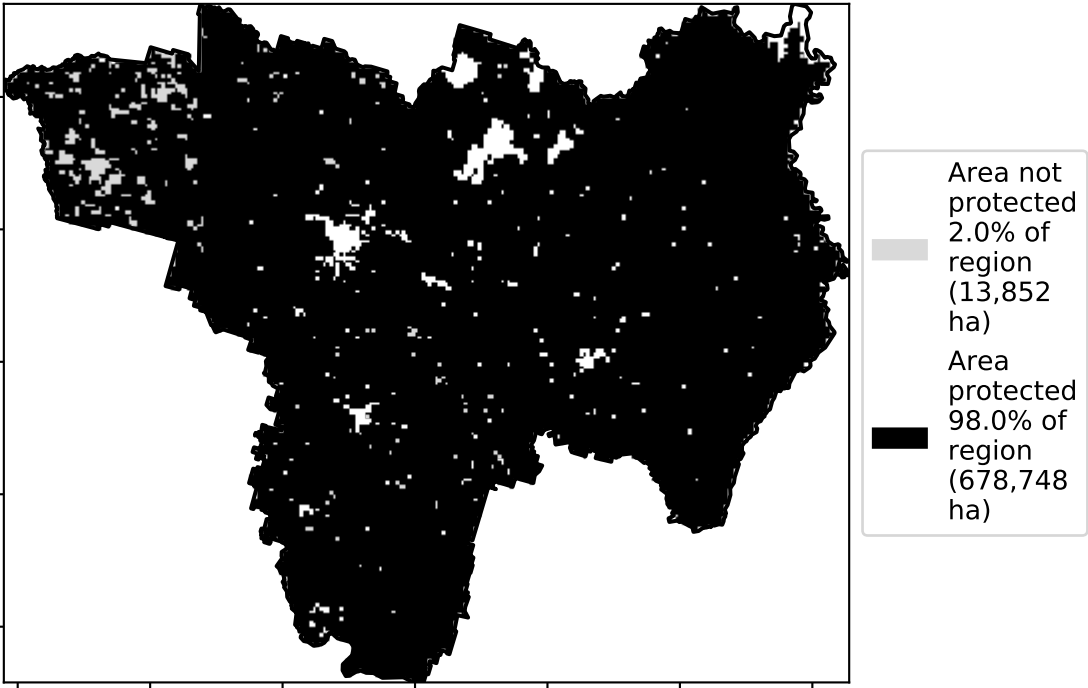 Area not
protected
2.0% of
region
(13,852
ha)
Area
protected
98.0% of
region
(678,748
ha)